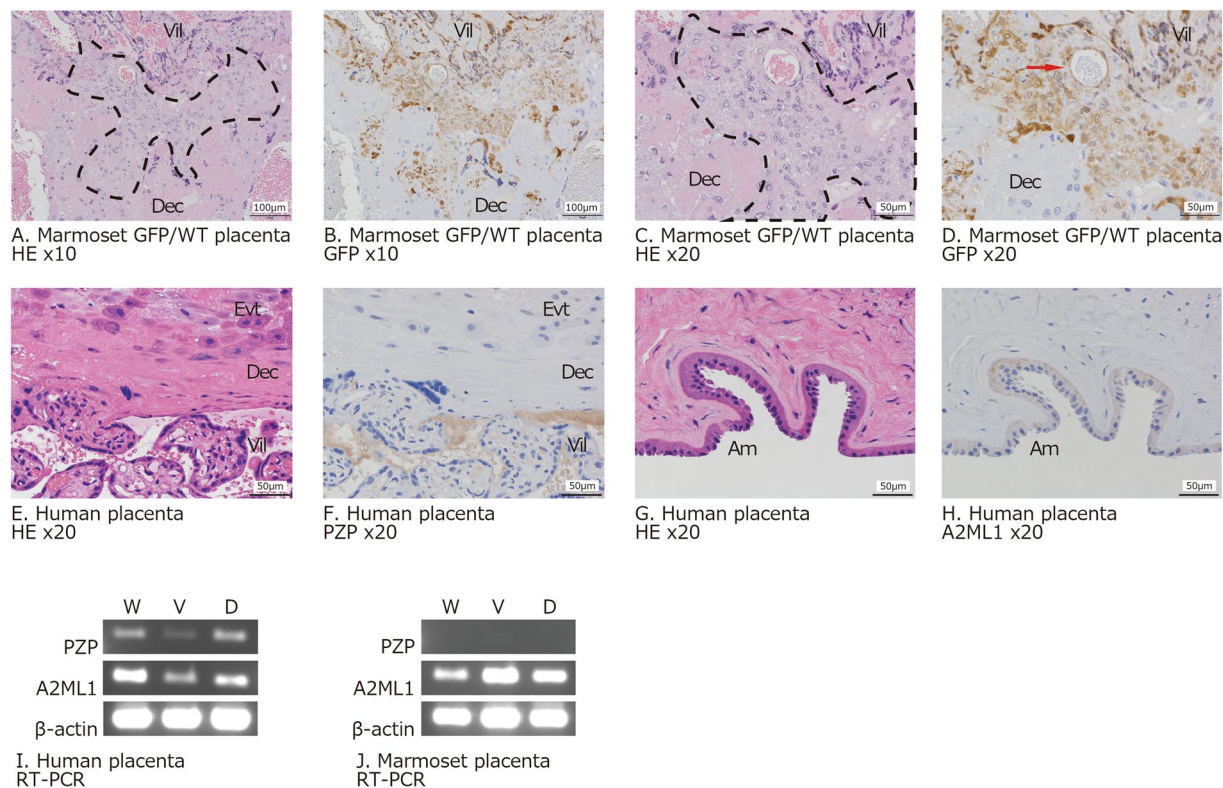 Vil
Dec
100μm
Vil
Dec
100μm
Vil
Dec
50μm
Vil
Dec
50μm
A. Marmoset GFP/WT placenta
HE x10
B. Marmoset GFP/WT placenta
GFP x10
C. Marmoset GFP/WT placenta
HE x20
D. Marmoset GFP/WT placenta
GFP x20
Evt
Dec
Vil
50μm
Evt
Dec
Vil
50μm
Am
50μm
Am
50μm
E. Human placenta
HE x20
F. Human placenta
PZP x20
G. Human placenta
HE x20
H. Human placenta
A2ML1 x20
W V D
PZP
A2ML1
β-actin
I. Human placenta
RT-PCR
W V D
PZP
A2ML1
β-actin
J. Marmoset placenta
RT-PCR